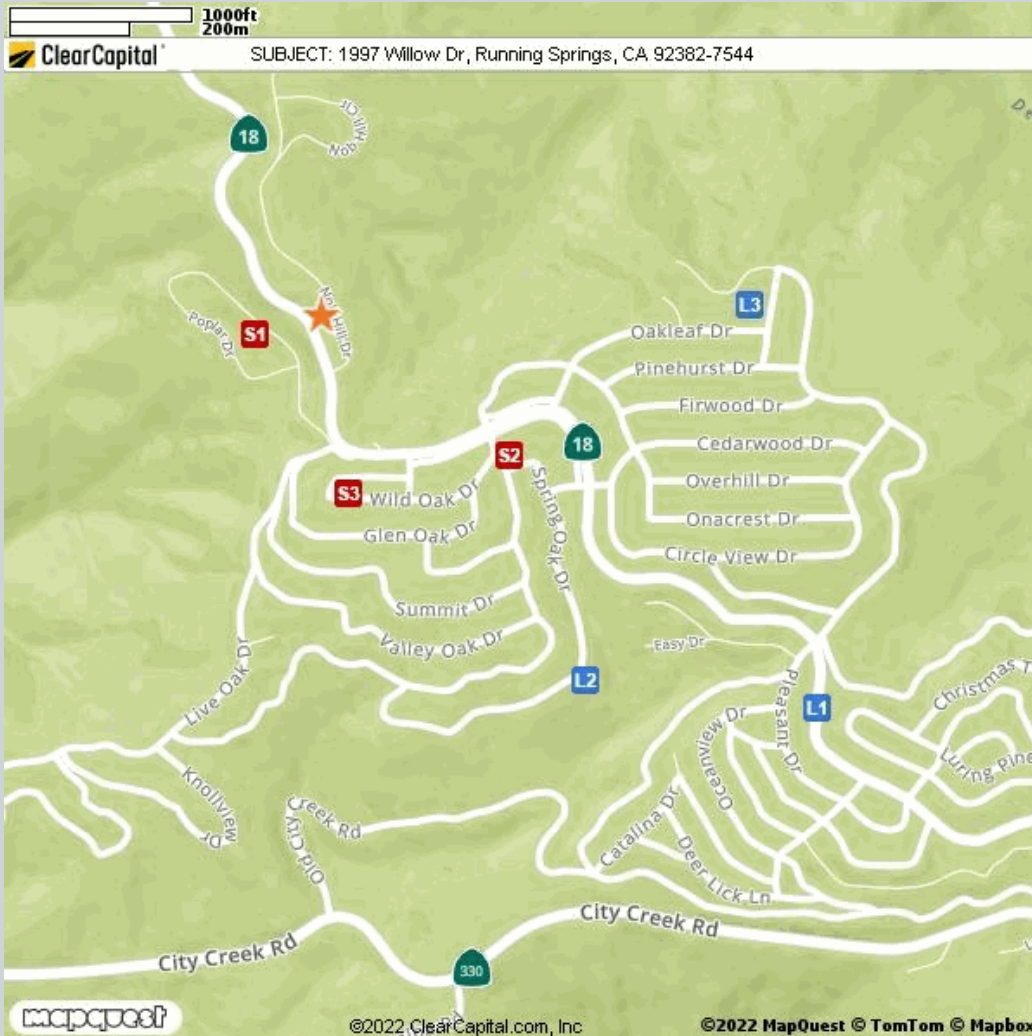 1000ft
200m
ClearCapital
SUBJECT: 1997 Willow Dr, Running Springs, CA 92382-7544
18
Nob
Hill Cir
Nob Hill Dr
Poplar Dr
S1
L3
Oakleaf Dr
Pinehurst Dr
Firwood Dr
18
Cedarwood Dr
S2
Overhill Dr
S3
Wild Oak Dr
Spring Oak Dr
Onacrest Dr
Glen Oak Dr
Circle View Dr
Summit Dr
Valley Oak Dr
Easy Dr
Live Oak Dr
L2
Pleasant Dr
L1
Christmas
Oceanview Dr
Luring Pine
Knollview Dr
Old City Creek Rd
Catalina Dr
Deer Lick Ln
City Creek Rd
City Creek Rd
330
mapquest
©2022 ClearCapital.com, Inc
©2022 MapQuest © TomTom © Mapbox